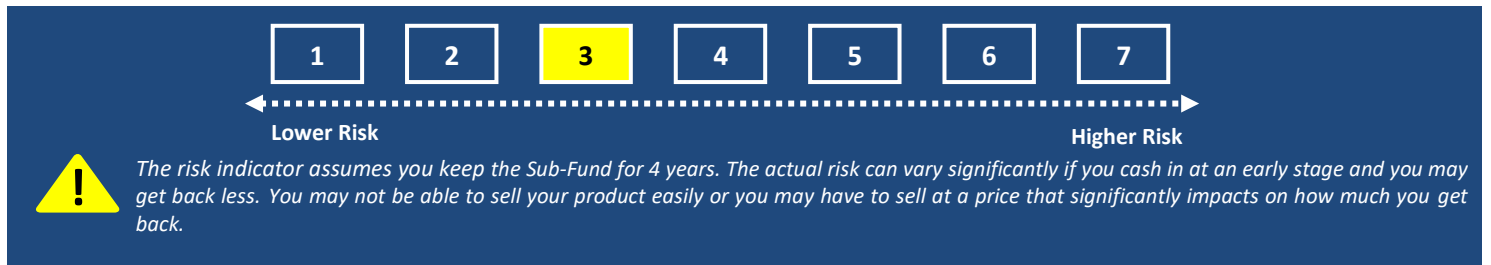 1 2 3 4 5 6 7
Lower Risk Higher Risk
!
The risk indicator assumes you keep the Sub-Fund for 4 years. The actual risk can vary significantly if you cash in at an early stage and you may
get back less. You may not be able to sell your product easily or you may have to sell at a price that significantly impacts on how much you get
back.